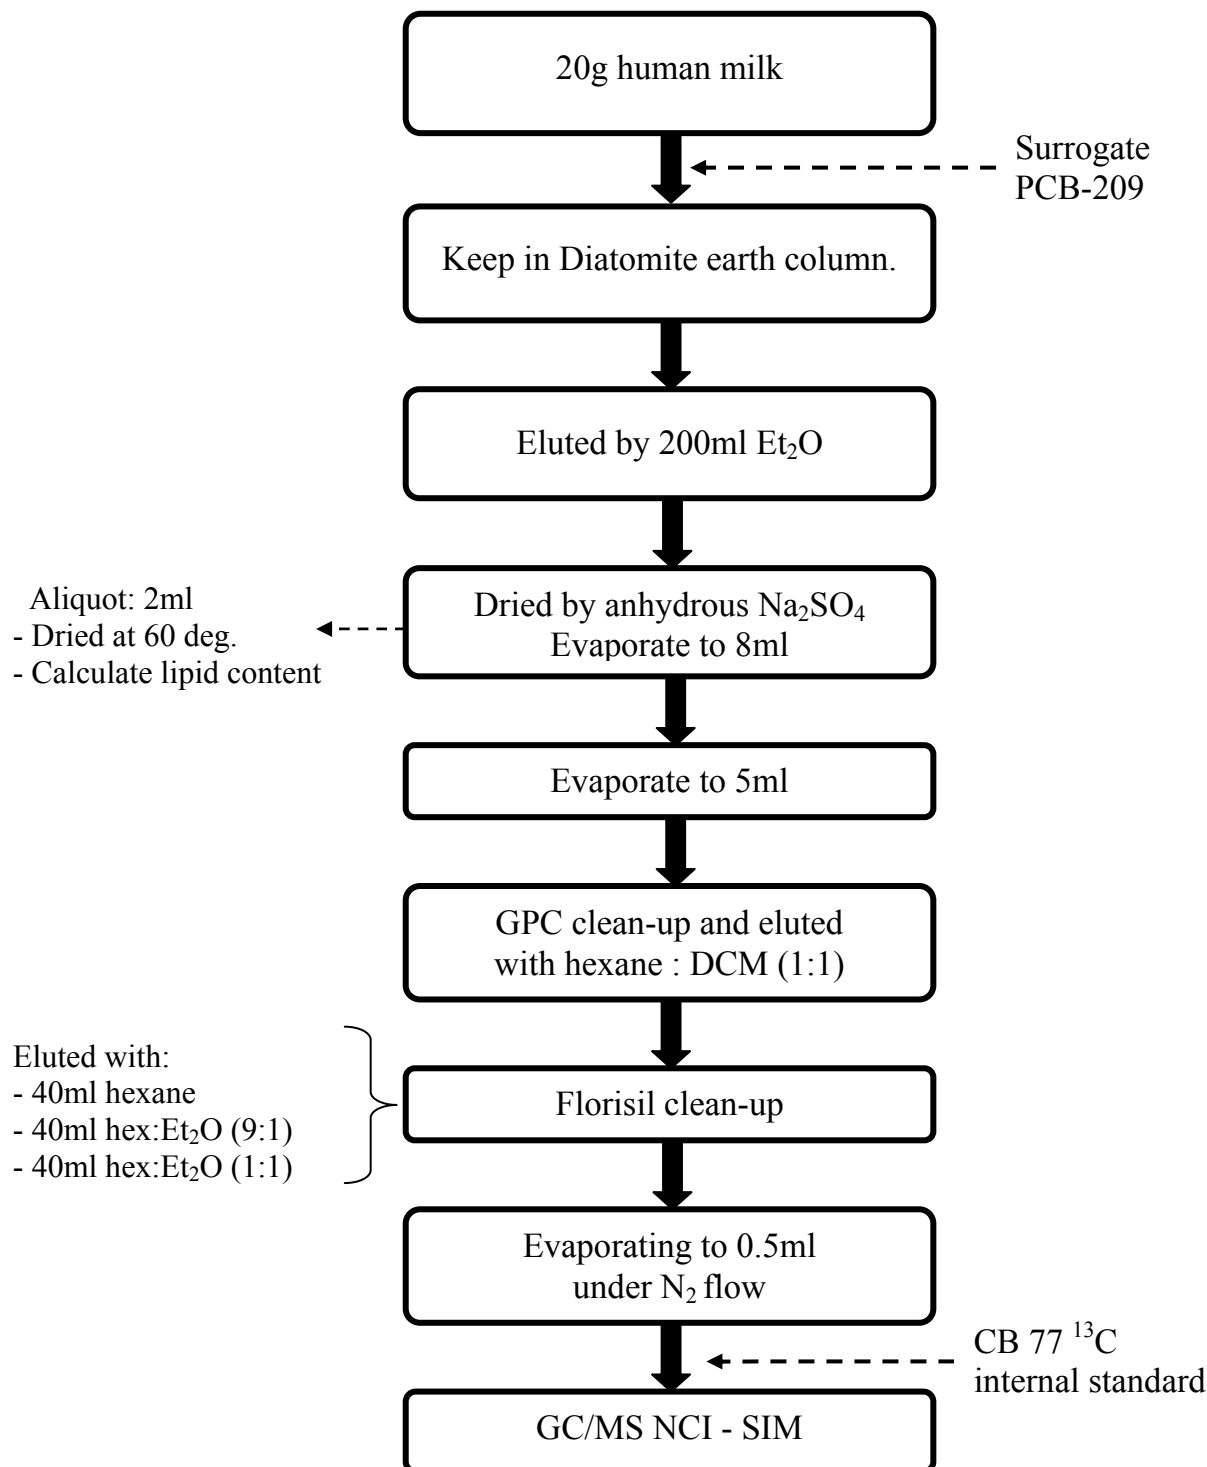 20g human milk
Surrogate
PCB-209
Keep in Diatomite earth column.
Eluted by 200ml Et₂O
Aliquot: 2ml
- Dried at 60 deg.
- Calculate lipid content
Dried by anhydrous Na₂SO₄
Evaporate to 8ml
Evaporate to 5ml
GPC clean-up and eluted
with hexane : DCM (1:1)
Eluted with:
- 40ml hexane
- 40ml hex:Et₂O (9:1)
- 40ml hex:Et₂O (1:1)
Florisil clean-up
Evaporating to 0.5ml
under N₂ flow
CB 77 ¹³C
internal standard
GC/MS NCI - SIM